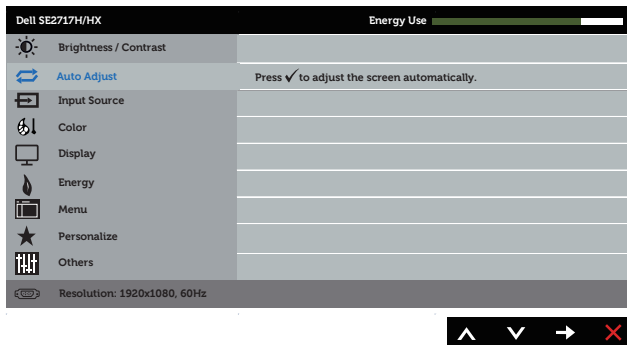 Dell SE2717H/HX
Energy Use
Brightness / Contrast
Auto Adjust
Press ✓ to adjust the screen automatically.
Input Source
Color
Display
Energy
Menu
Personalize
Others
Resolution: 1920x1080, 60Hz